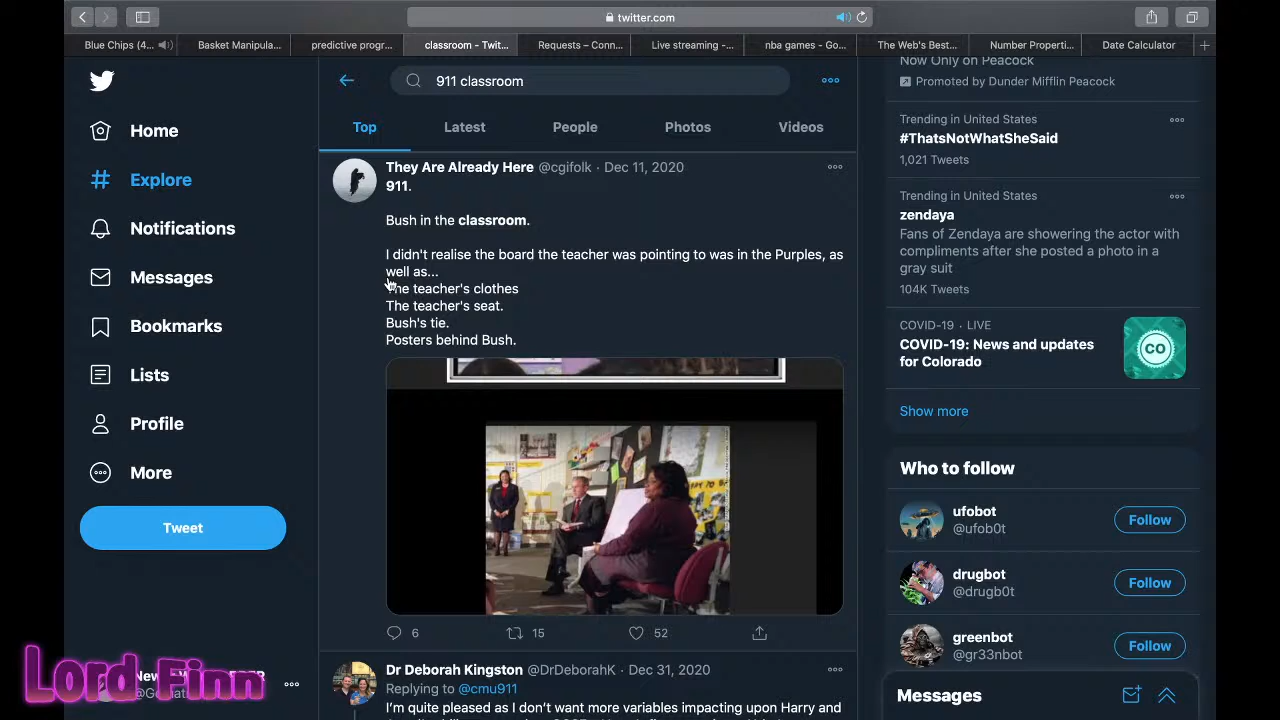 twitter.com
Blue Chips (4...
Basket Manipula...
predictive progr...
classroom - Twit...
Requests – Conn...
Live streaming -...
nba games - Go...
The Web's Best...
Number Properti...
Date Calculator
911 classroom
Top
Latest
People
Photos
Videos
Home
Explore
Notifications
Messages
Bookmarks
Lists
Profile
More
Tweet
They Are Already Here @cgifolk · Dec 11, 2020
911.
Bush in the classroom.
I didn't realise the board the teacher was pointing to was in the Purples, as
well as...
The teacher's clothes
The teacher's seat.
Bush's tie.
Posters behind Bush.
6
15
52
Dr Deborah Kingston @DrDeborahK · Dec 31, 2020
Replying to @cmu911
I'm quite pleased as I don't want more variables impacting upon Harry and
Now Only on Peacock
Promoted by Dunder Mifflin Peacock
Trending in United States
#ThatsNotWhatSheSaid
1,021 Tweets
Trending in United States
zendaya
Fans of Zendaya are showering the actor with
compliments after she posted a photo in a
gray suit
104K Tweets
COVID-19 · LIVE
COVID-19: News and updates
for Colorado
CO
Show more
Who to follow
ufobot
@ufob0t
Follow
drugbot
@drugb0t
Follow
greenbot
@gr33nbot
Follow
Messages
Lord Finn